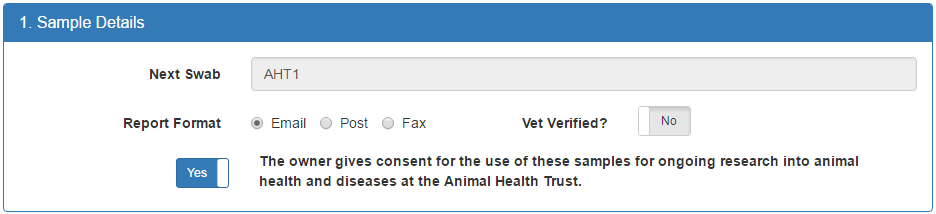 1. Sample Details
Next Swab AHT1
Report Format Email Post Fax Vet Verified? No
Yes The owner gives consent for the use of these samples for ongoing research into animal
health and diseases at the Animal Health Trust.